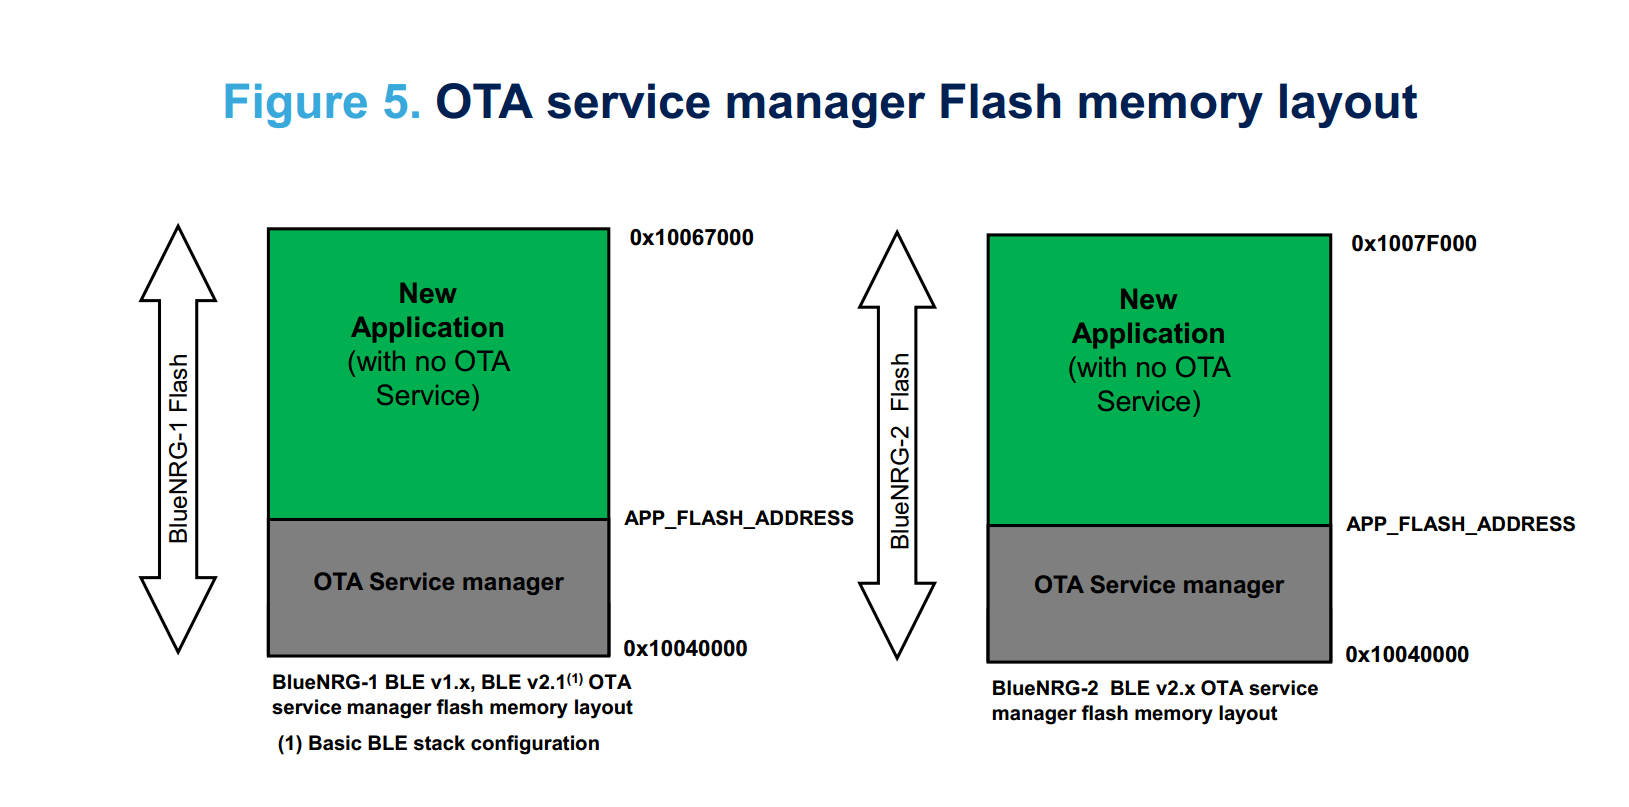 Figure 5. OTA service manager Flash memory layout
BlueNRG-1 Flash
0x10067000
New
Application
(with no OTA
Service)
APP_FLASH_ADDRESS
OTA Service manager
0x10040000
BlueNRG-1 BLE v1.x, BLE v2.1(1) OTA
service manager flash memory layout
(1) Basic BLE stack configuration
BlueNRG-2 Flash
0x1007F000
New
Application
(with no OTA
Service)
APP_FLASH_ADDRESS
OTA Service manager
0x10040000
BlueNRG-2 BLE v2.x OTA service
manager flash memory layout